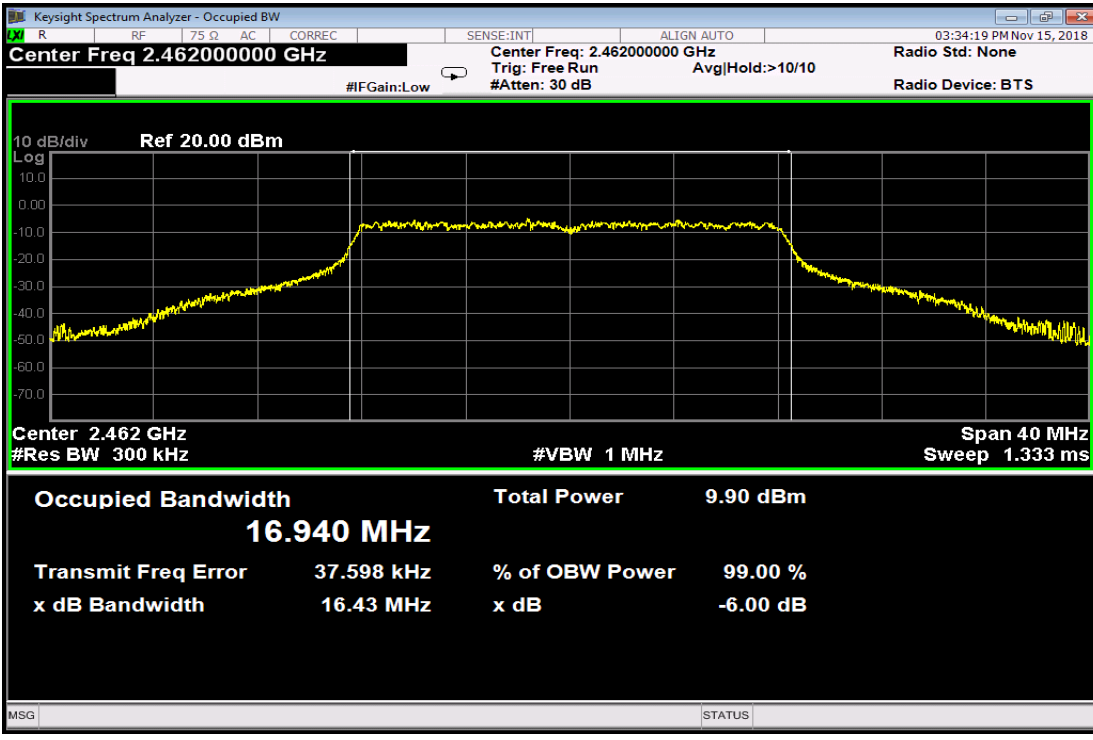 Keysight Spectrum Analyzer - Occupied BW
LXI R RF 75 Ω AC CORREC SENSE:INT ALIGN AUTO 03:34:19 PM Nov 15, 2018
Center Freq 2.462000000 GHz
Center Freq: 2.462000000 GHz Radio Std: None
Trig: Free Run Avg|Hold:>10/10
#IFGain:Low #Atten: 30 dB Radio Device: BTS
10 dB/div Ref 20.00 dBm
Log
10.0
0.00
-10.0
-20.0
-30.0
-40.0
-50.0
-60.0
-70.0
Center 2.462 GHz Span 40 MHz
#Res BW 300 kHz #VBW 1 MHz Sweep 1.333 ms
Occupied Bandwidth Total Power 9.90 dBm
16.940 MHz
Transmit Freq Error 37.598 kHz % of OBW Power 99.00 %
x dB Bandwidth 16.43 MHz x dB -6.00 dB
MSG STATUS